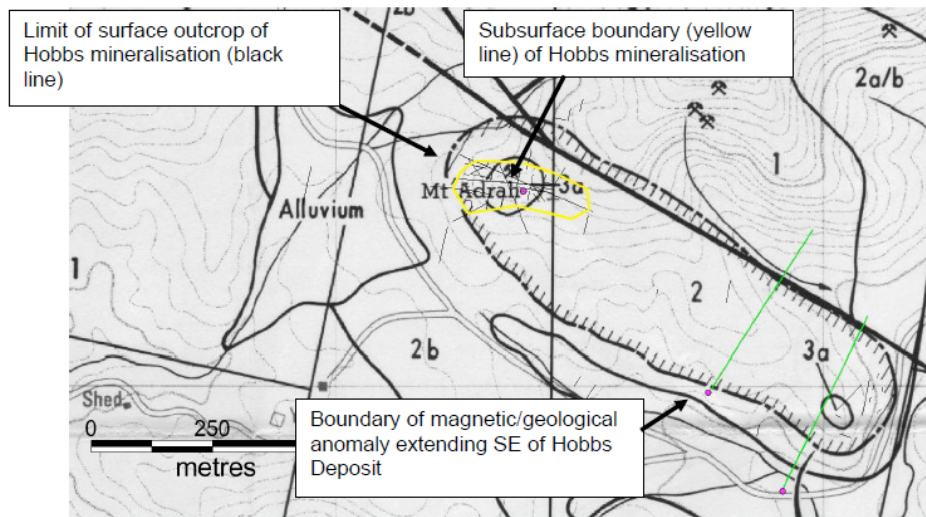 Limit of surface outcrop of
Hobbs mineralisation (black
line)
Subsurface boundary (yellow
line) of Hobbs mineralisation
2b
2a/b
1
Mt Adrah
3a
Alluvium
1
2
2b
3a
Shed
0 250
metres
Boundary of magnetic/geological
anomaly extending SE of Hobbs
Deposit